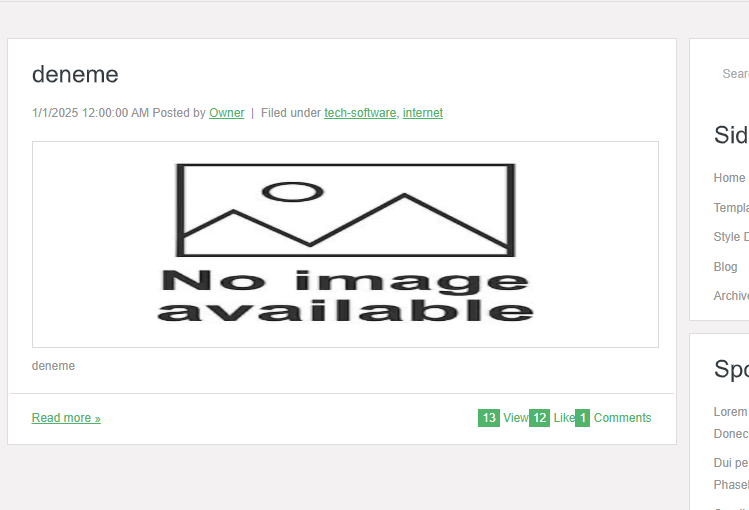 deneme
1/1/2025 12:00:00 AM Posted by Owner | Filed under tech-software, internet
No image
available
deneme
Read more »
13 View 12 Like 1 Comments
Sear
Sid
Home
Templa
Style D
Blog
Archive
Spo
Lorem
Donec
Dui pe
Phasel